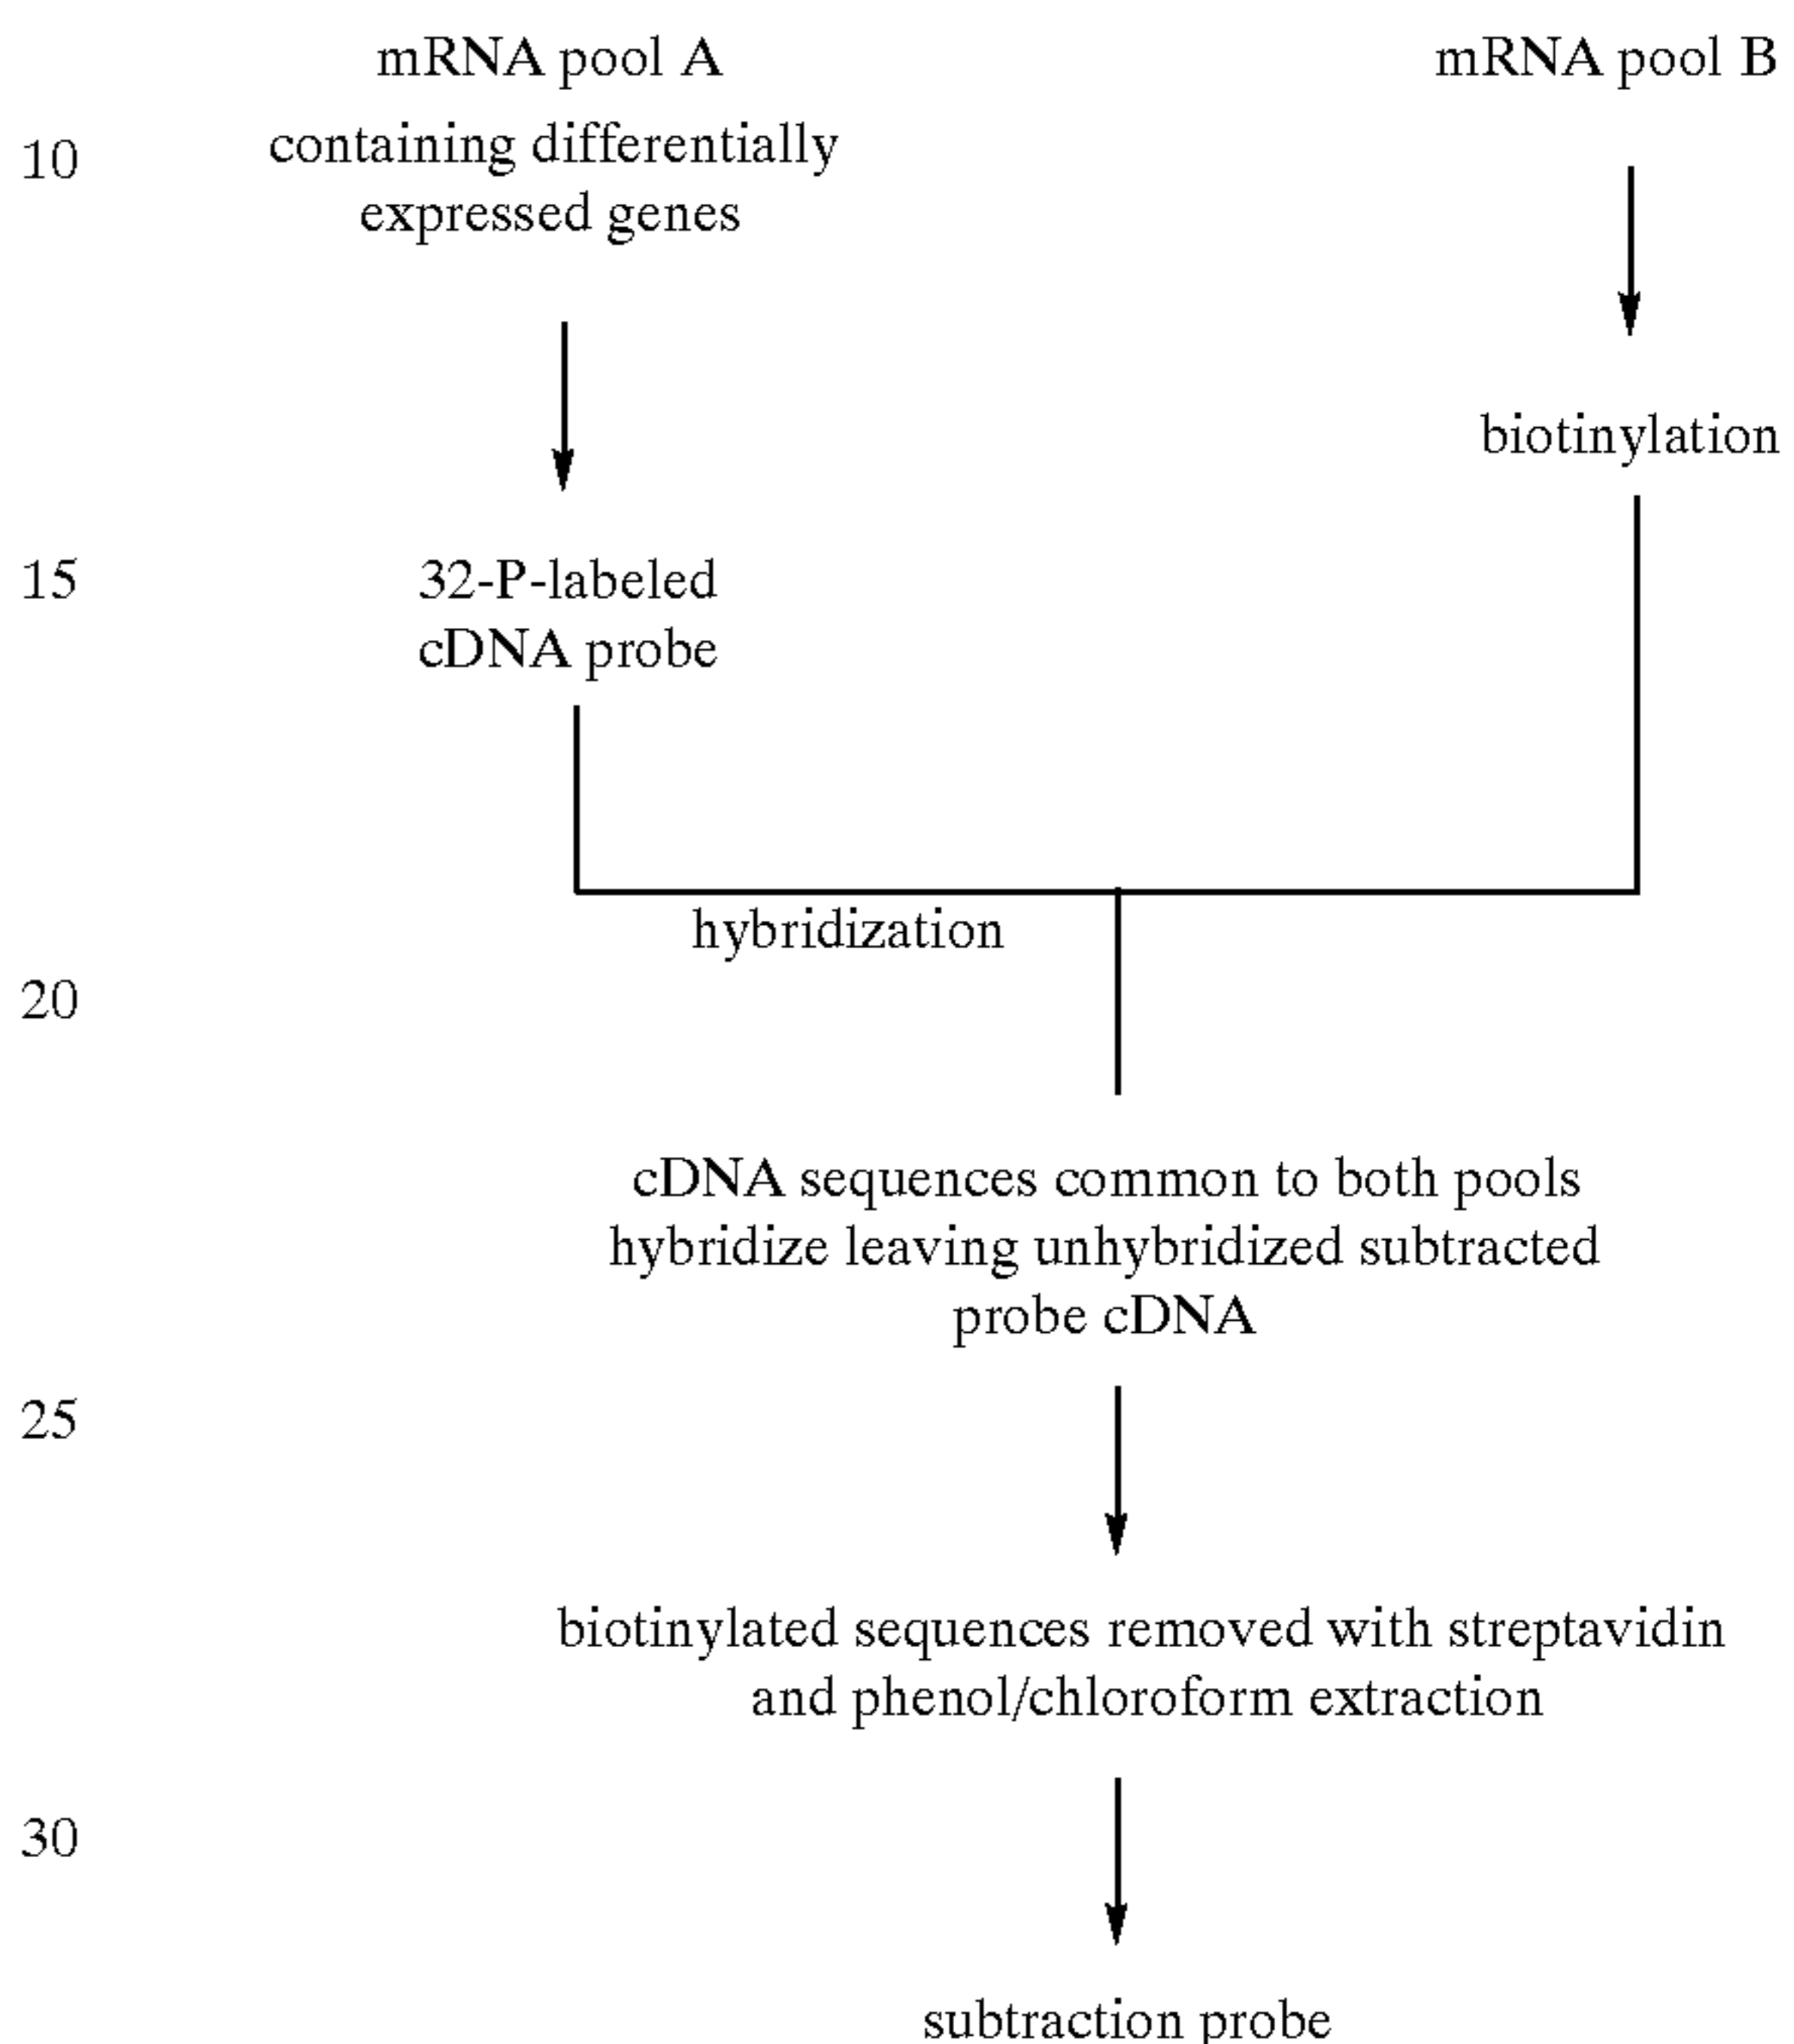 mRNA pool A
mRNA pool B
10
containing differentially
expressed genes
biotinylation
15
32-P-labeled
cDNA probe
hybridization
20
cDNA sequences common to both pools
hybridize leaving unhybridized subtracted
probe cDNA
25
biotinylated sequences removed with streptavidin
and phenol/chloroform extraction
30
subtraction probe